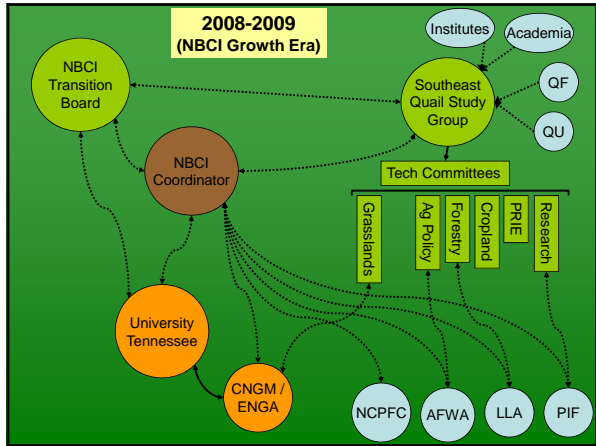 2008-2009
(NBCI Growth Era)
Institutes
Academia
NBCI
Transition
Board
Southeast
Quail Study
Group
QF
QU
NBCI
Coordinator
Tech Committees
Grasslands
Ag Policy
Forestry
Cropland
PRIE
Research
University
Tennessee
CNGM /
ENGA
NCPFC
AFWA
LLA
PIF